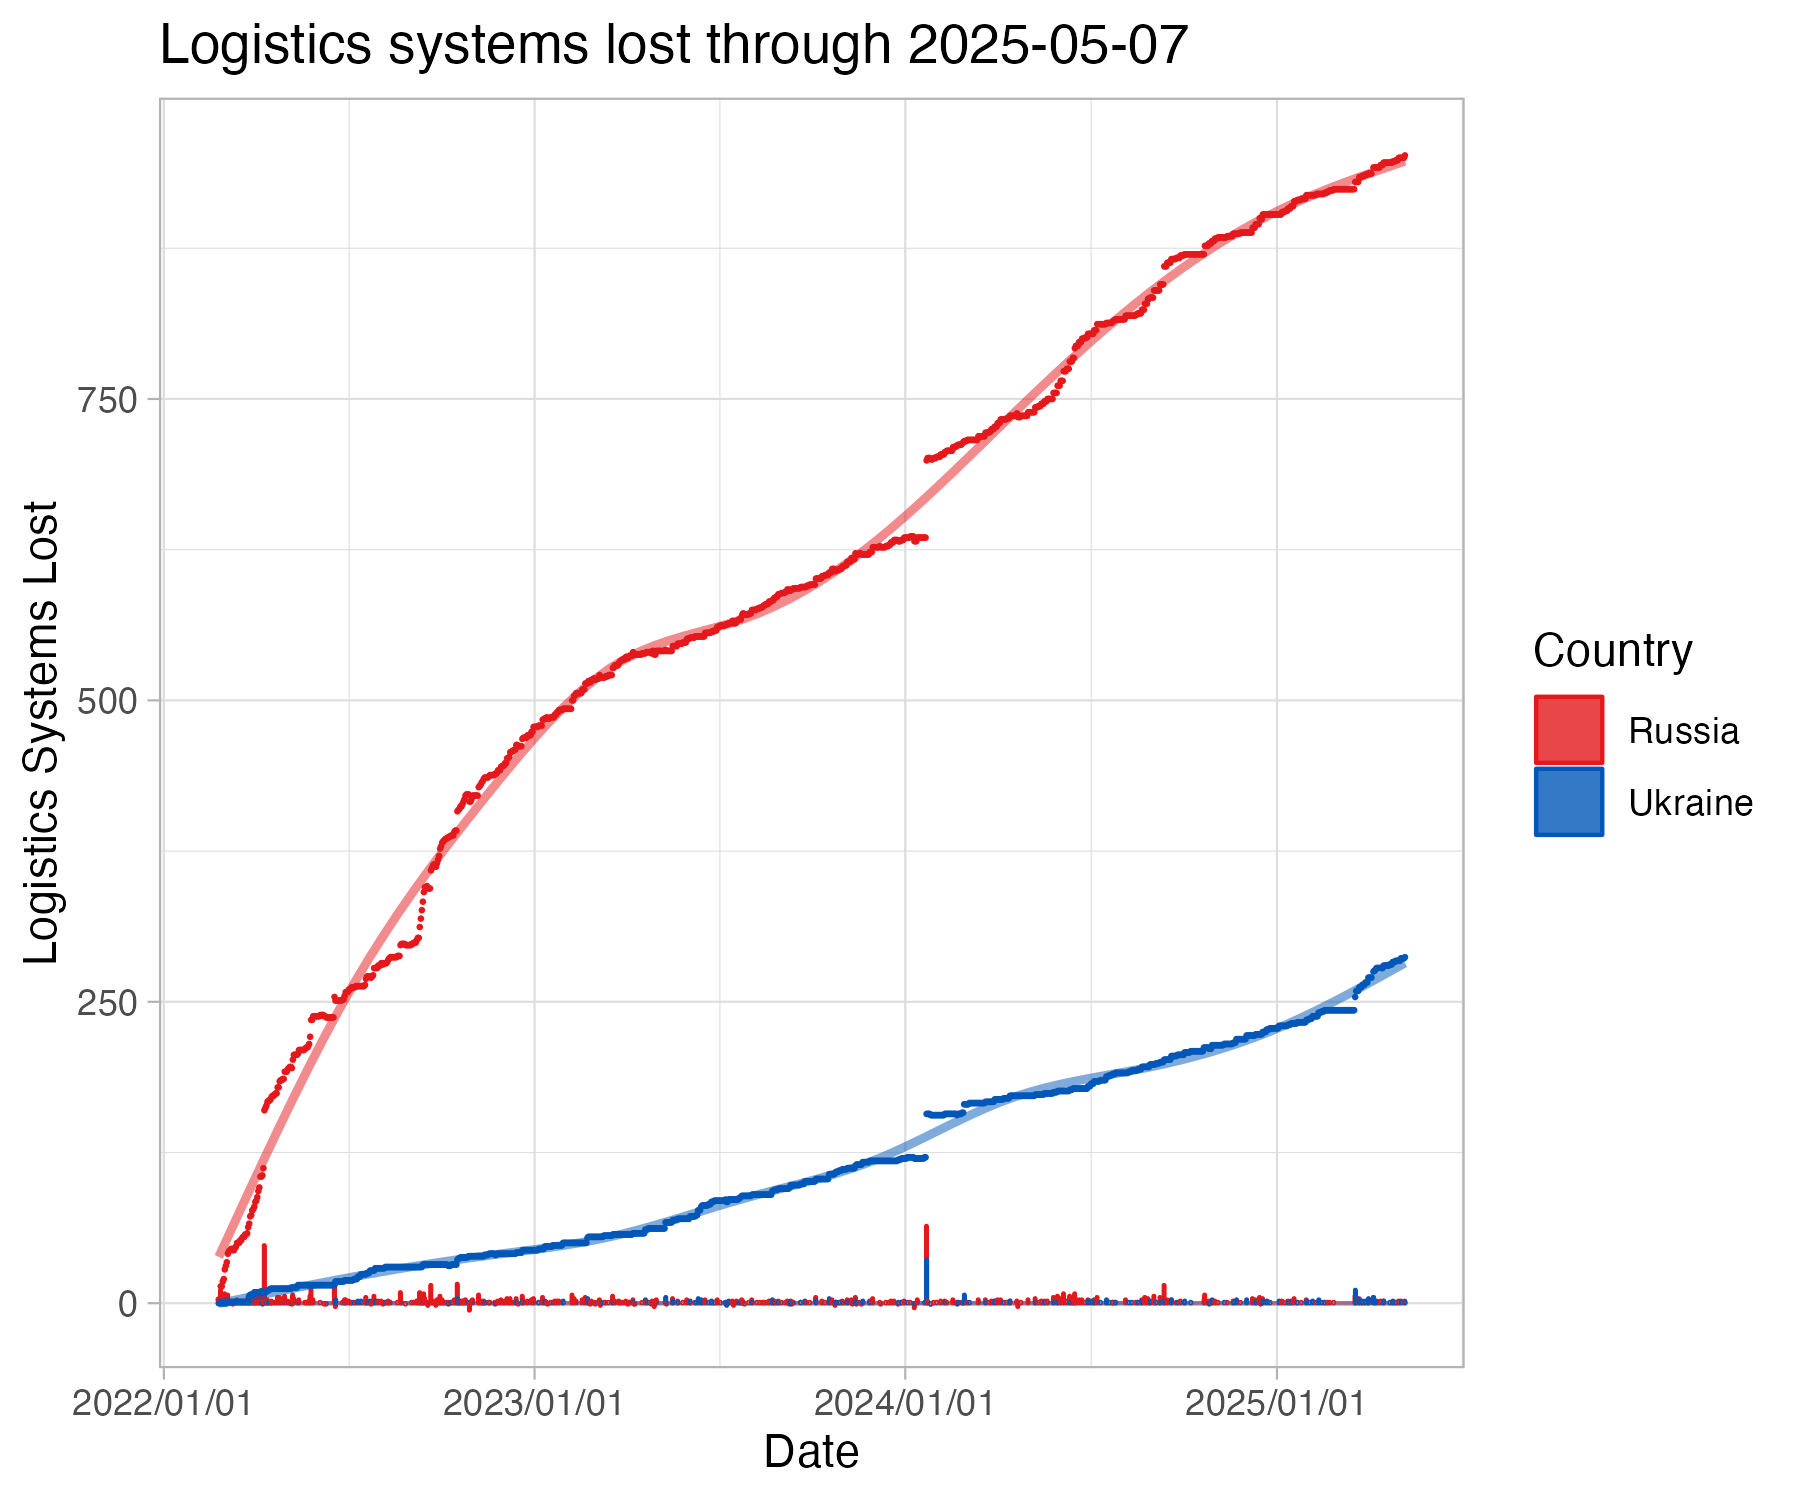 Logistics systems lost through 2025-05-07
Logistics Systems Lost
750
500
250
0
2022/01/01
2023/01/01
2024/01/01
2025/01/01
Date
Country
Russia
Ukraine